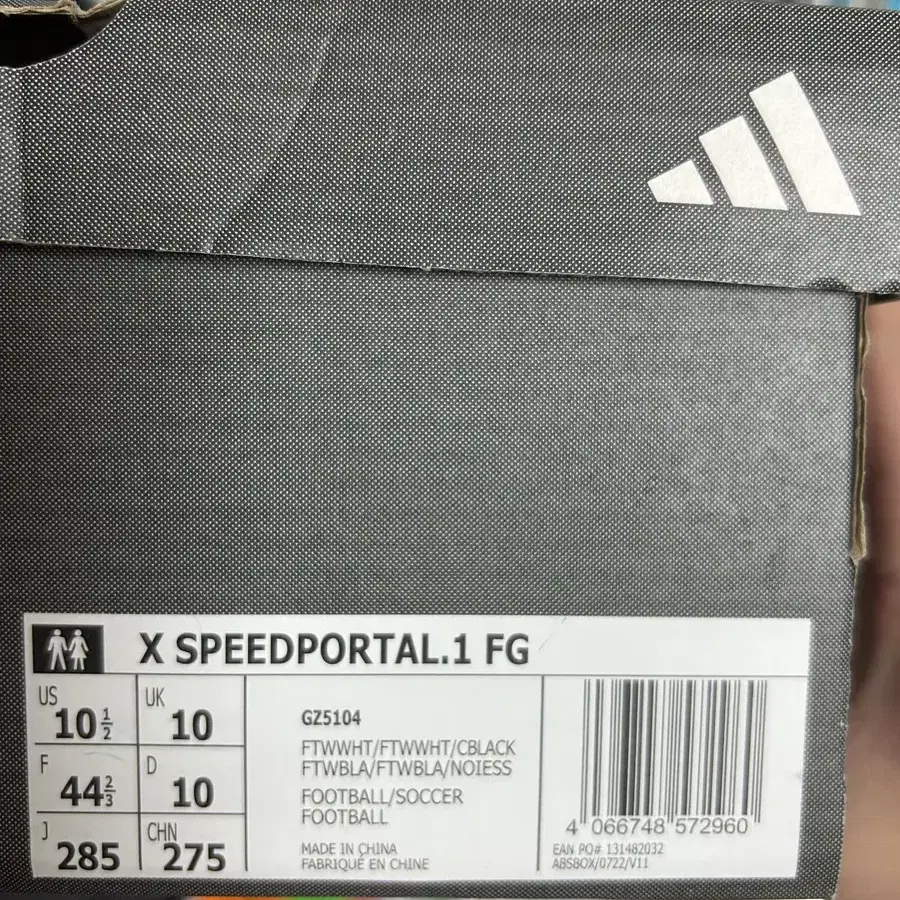 X SPEEDPORTAL.1 FG
US 10 1/2
UK 10
F 44 2/3
D 10
J 285
CHN 275
GZ5104
FTWWHT/FTWWHT/CBLACK
FTWBLA/FTWBLA/NOIESS
FOOTBALL/SOCCER
FOOTBALL
MADE IN CHINA
FABRIQUÉ EN CHINE
4 066748 572960
EAN PO# 131482032
ABSBOX/0722/V11